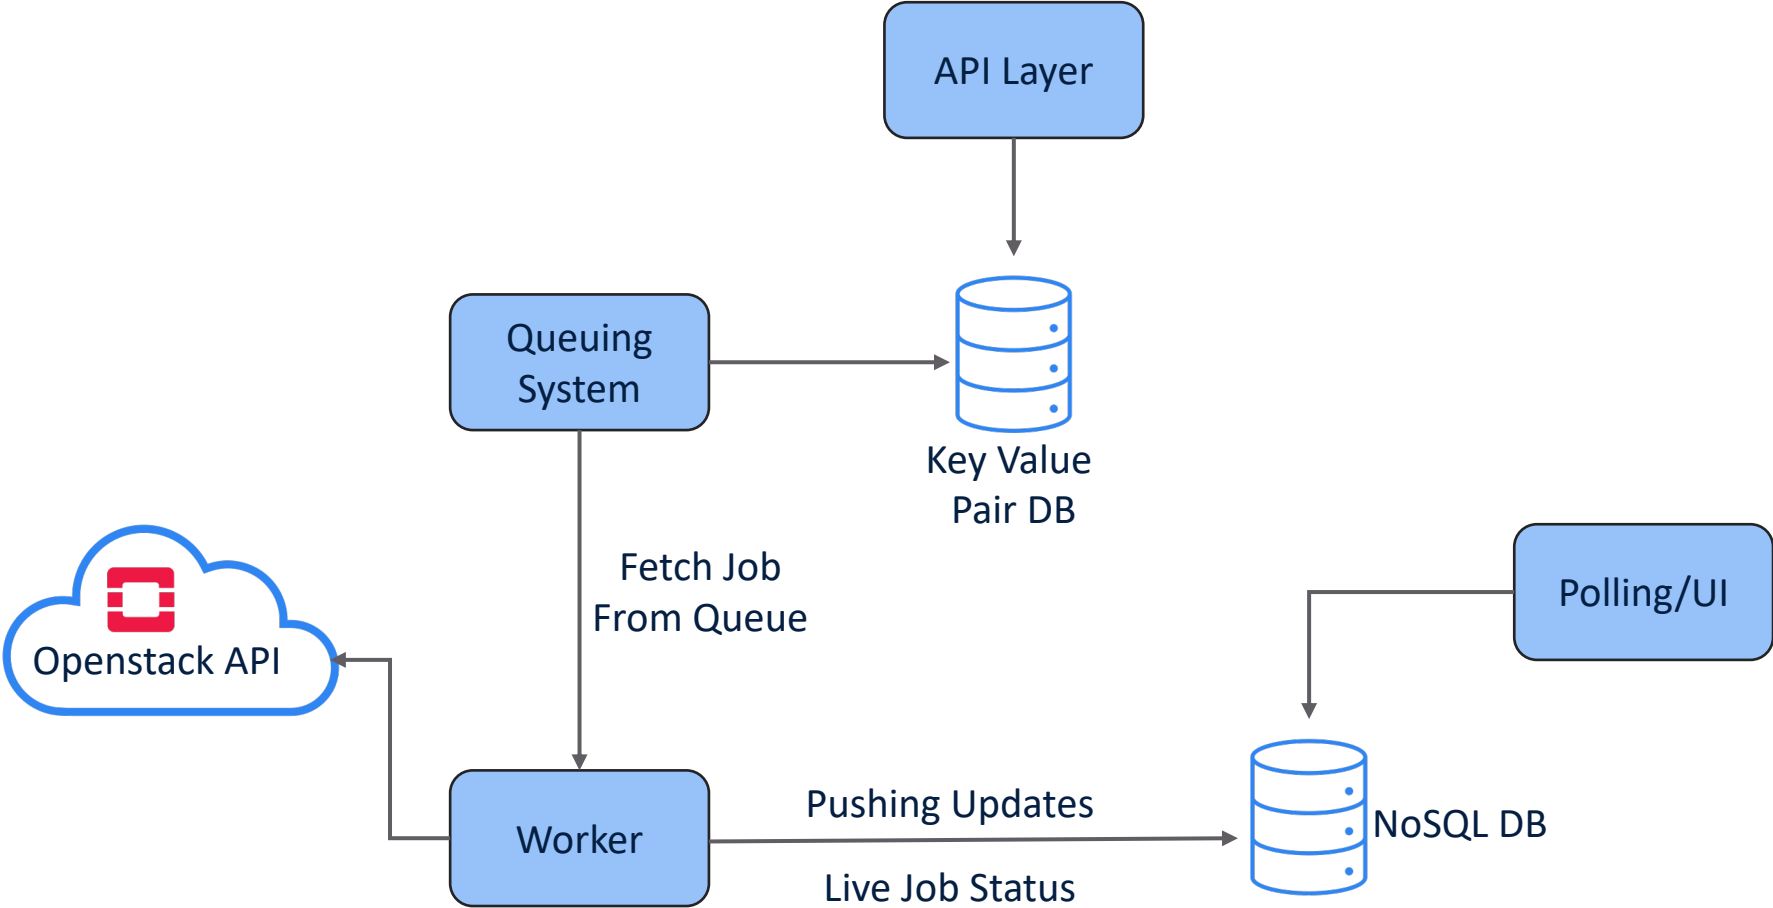 API Layer
Queuing
System
Key Value
Pair DB
Fetch Job
From Queue
Polling/UI
Openstack API
Pushing Updates
NoSQL DB
Worker
Live Job Status